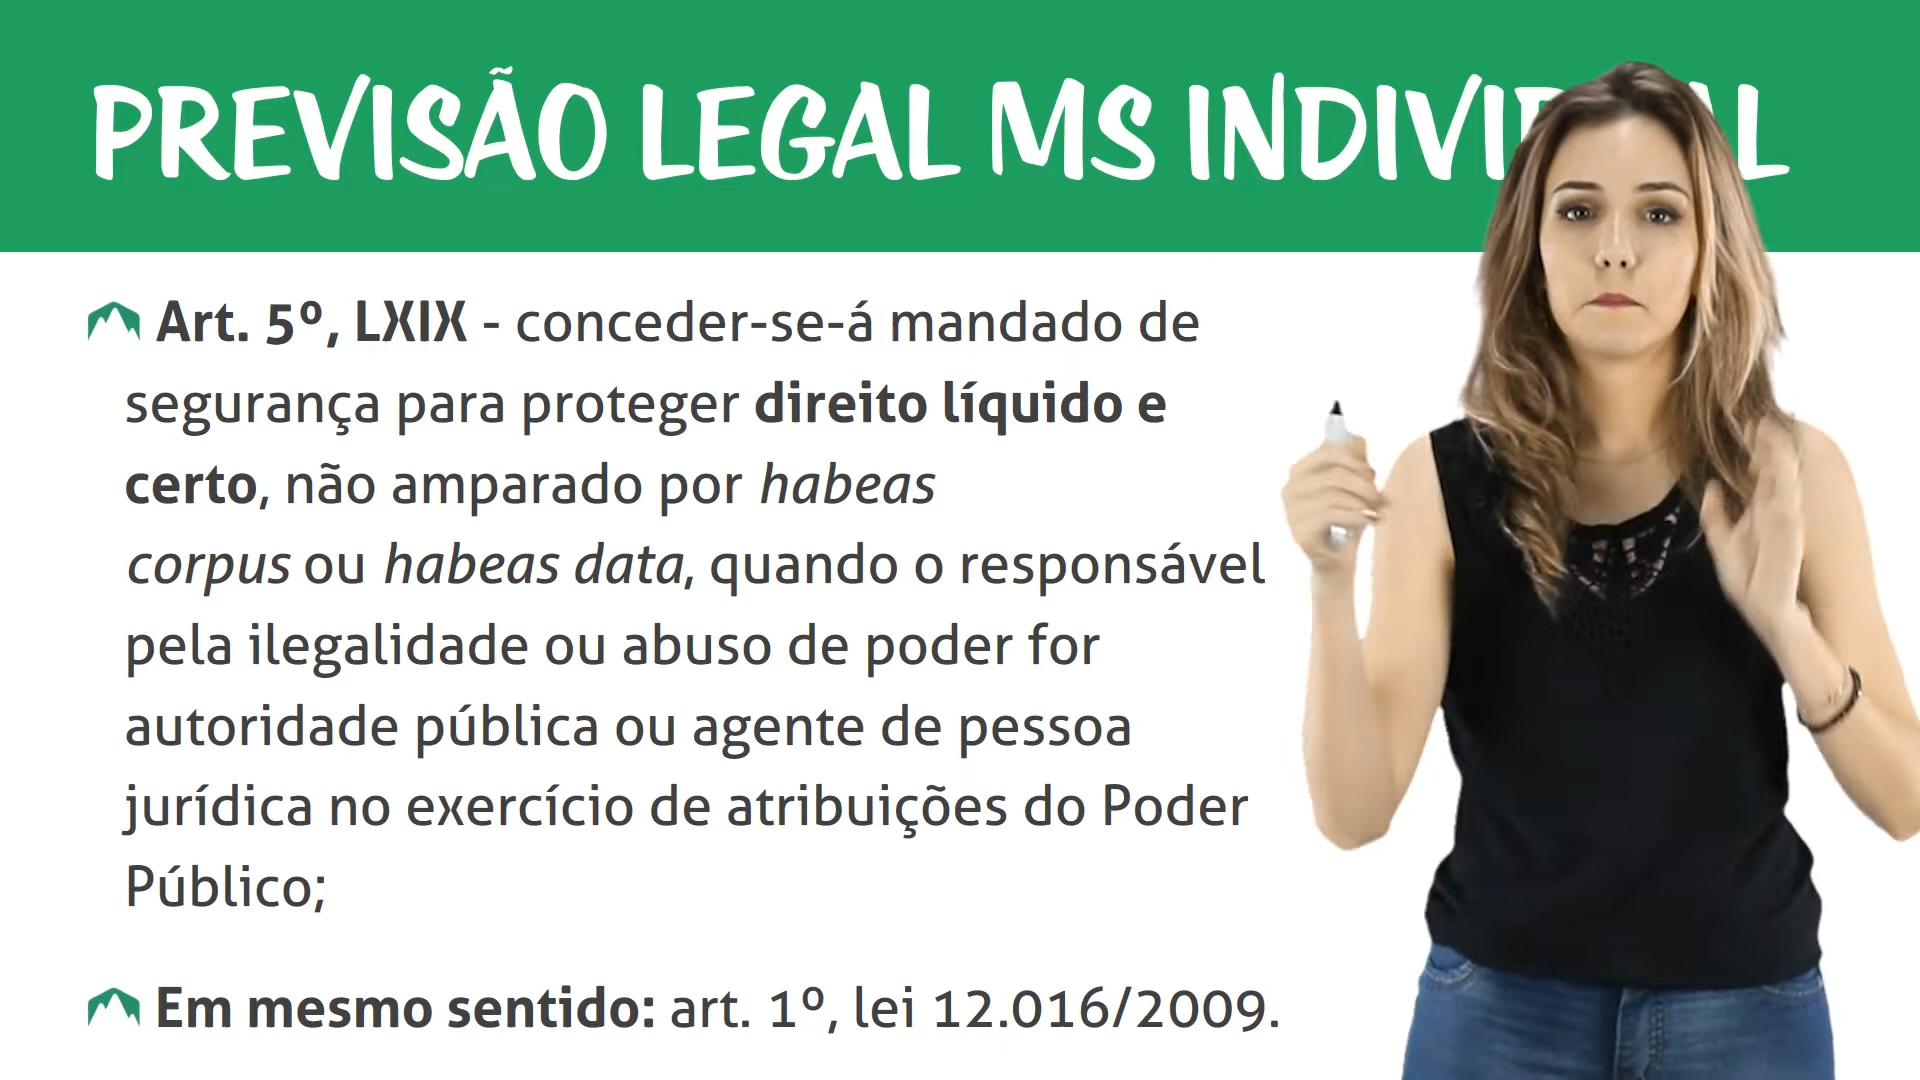 PREVISÃO LEGAL MS
Art. 5º, LXIX - conceder-se-á mandado de
segurança para proteger direito líquido e
certo, não amparado por habeas
corpus ou habeas data, quando o responsável
pela ilegalidade ou abuso de poder for
autoridade pública ou agente de pessoa
jurídica no exercício de atribuições do Poder
Público;
Em mesmo sentido: art. 1º, lei 12.016/2009.